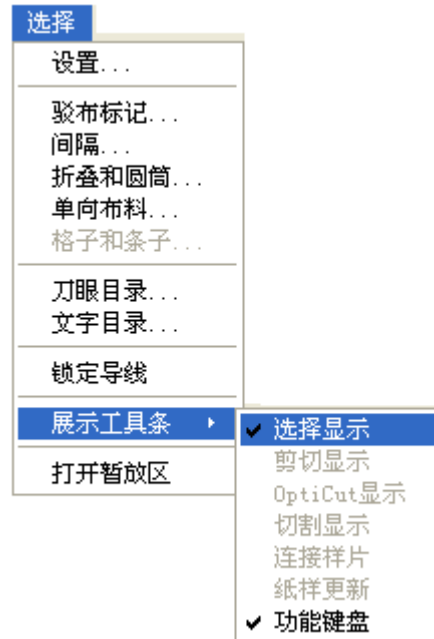 选择
设置...
驳布标记...
间隔...
折叠和圆筒...
单向布料...
格子和条子...
刀眼目录...
文字目录...
锁定导线
展示工具条
打开暂放区
选择显示
剪切显示
OptiCut显示
切割显示
连接样片
纸样更新
功能键盘